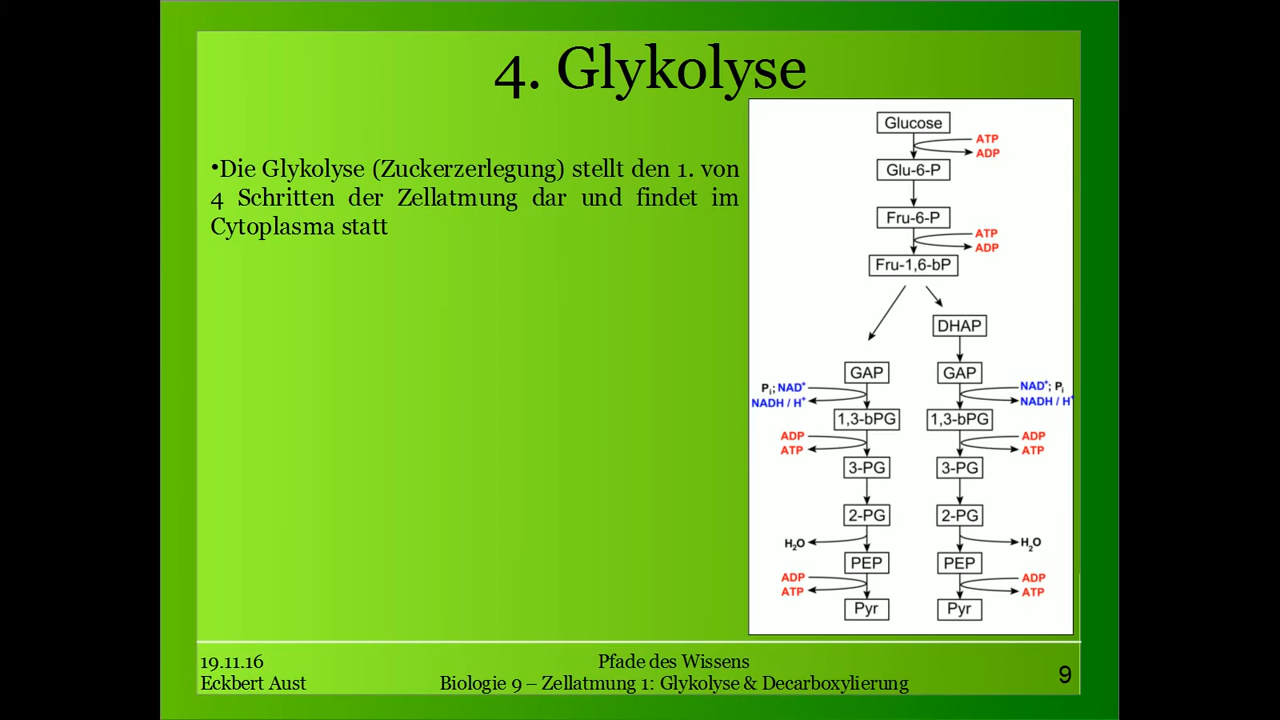 4. Glykolyse
•Die Glykolyse (Zuckerzerlegung) stellt den 1. von
4 Schritten der Zellatmung dar und findet im
Cytoplasma statt
Glucose
ATP
ADP
Glu-6-P
Fru-6-P
ATP
ADP
Fru-1,6-bP
DHAP
GAP GAP
Pi; NAD+ NAD+; Pi
NADH / H+ NADH / H+
1,3-bPG 1,3-bPG
ADP ADP
ATP ATP
3-PG 3-PG
2-PG 2-PG
H2O H2O
PEP PEP
ADP ADP
ATP ATP
Pyr Pyr
19.11.16 Pfade des Wissens
Eckbert Aust Biologie 9 – Zellatmung 1: Glykolyse & Decarboxylierung 9